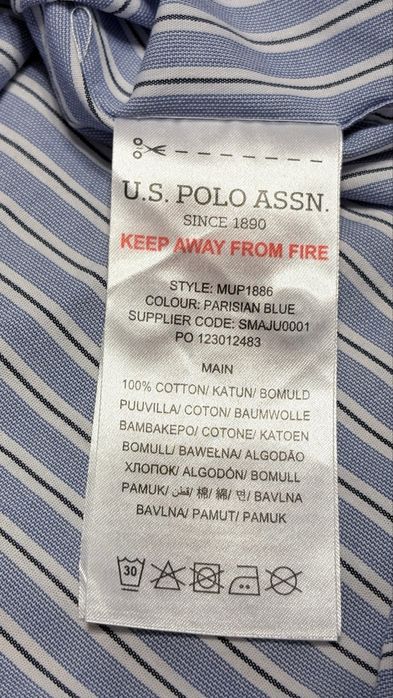 U.S. POLO ASSN.
SINCE 1890
KEEP AWAY FROM FIRE
STYLE: MUP1886
COLOUR: PARISIAN BLUE
SUPPLIER CODE: SMAJU0001
PO 123012483
MAIN
100% COTTON/ KATUN/ BOMULD
PUUVILLA/ COTON/ BAUMWOLLE
BAMBAKEPO/ COTONE/ KATOEN
BOMULL/ BAWEŁNA/ ALGODÃO
ХЛОПОК/ ALGODÓN/ BOMULL
PAMUK/ قطن/ 棉/ 綿/ 면/ BAVLNA
BAVLNA/ PAMUT/ PAMUK
30